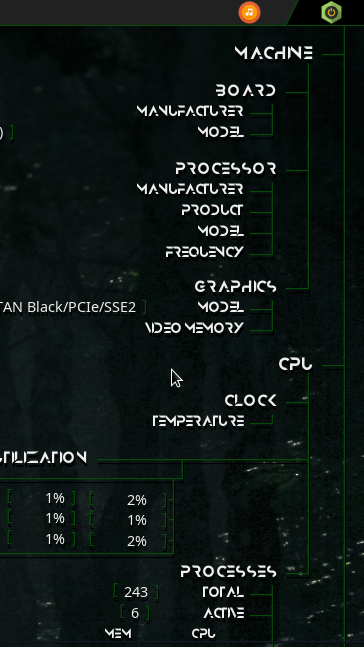 MACHINE
BOARD
MANUFACTURER
) ]
MODEL
PROCESSOR
MANUFACTURER
PRODUCT
MODEL
FREQUENCY
GRAPHICS
TAN Black/PCIe/SSE2 ] MODEL
VIDEO MEMORY
CPU
CLOCK
TEMPERATURE
TILIZATION
[ 1% ] [ 2% ]
[ 1% ] [ 1% ]
[ 1% ] [ 2% ]
PROCESSES
[ 243 ] TOTAL
[ 6 ] ACTIVE
MEM CPU